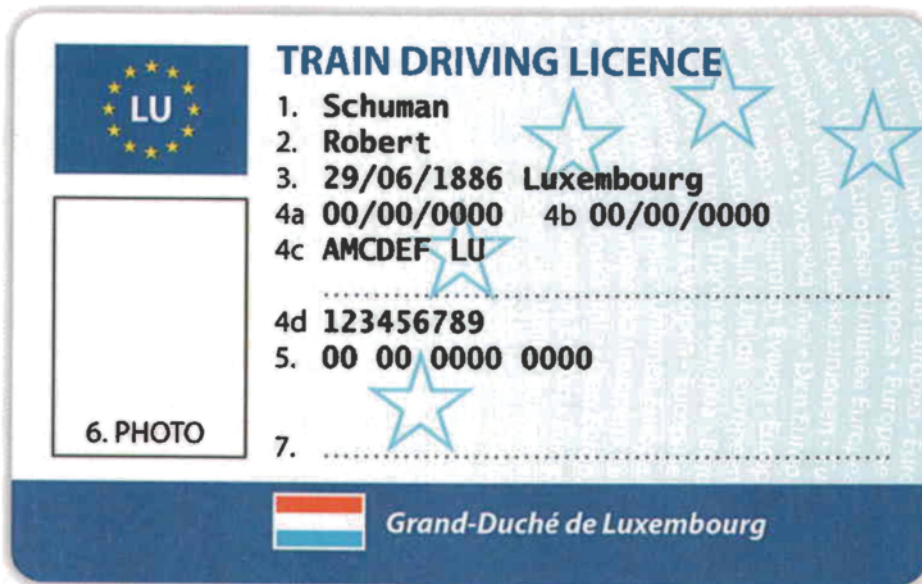 LU
TRAIN DRIVING LICENCE
1. Schuman
2. Robert
3. 29/06/1886 Luxembourg
4a 00/00/0000 4b 00/00/0000
4c AMCDEF LU
4d 123456789
5. 00 00 0000 0000
6. PHOTO
7.
Grand-Duché de Luxembourg